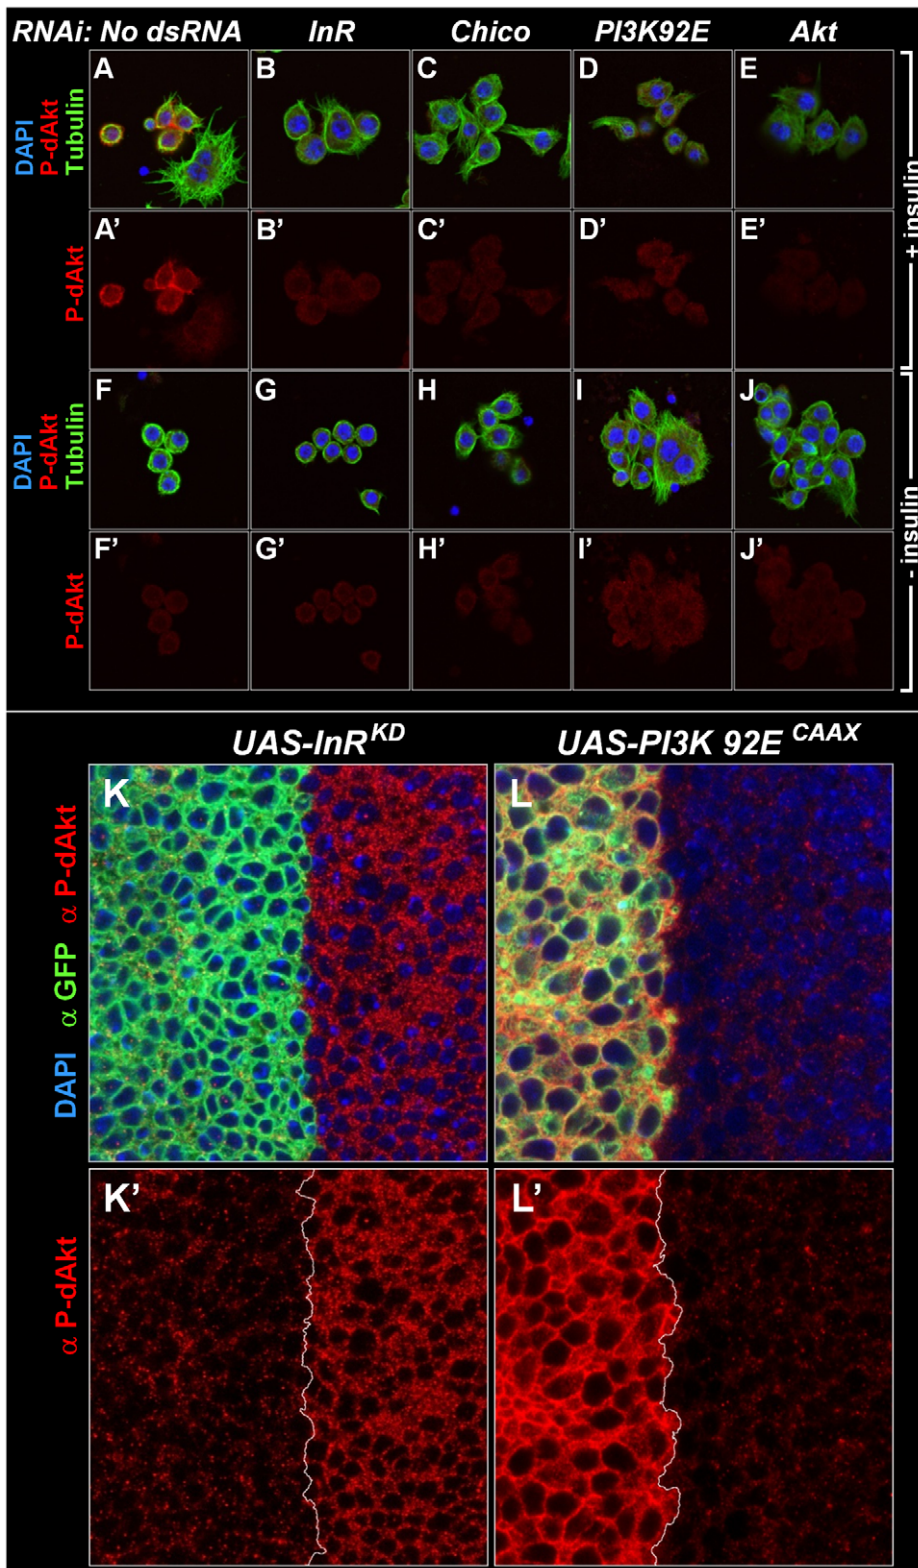 RNAi: No dsRNA InR Chico PI3K92E Akt
DAPI P-dAkt Tubulin
A B C D E
+ insulin
P-dAkt
A’ B’ C’ D’ E’
DAPI P-dAkt Tubulin
F G H I J
- insulin
P-dAkt
F’ G’ H’ I’ J’
UAS-InR^KD UAS-PI3K 92E^CAAX
DAPI α GFP α P-dAkt
K L
α P-dAkt
K’ L’